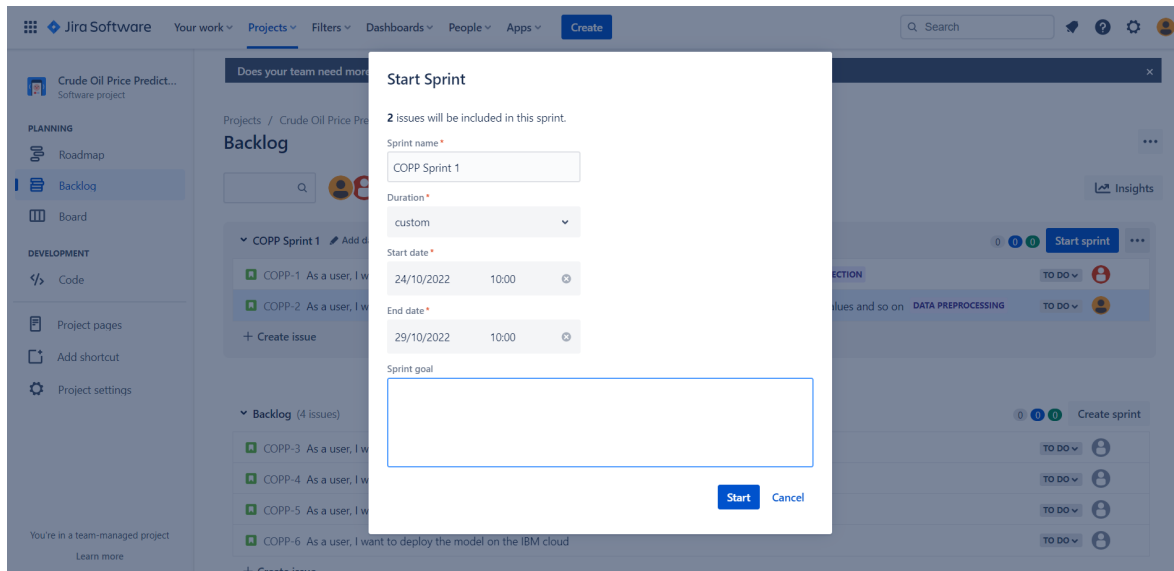 Jira Software Your work Projects Filters Dashboards People Apps Create Search
Crude Oil Price Predict...
Software project
PLANNING
Roadmap
Backlog
Board
DEVELOPMENT
Code
Project pages
Add shortcut
Project settings
You're in a team-managed project
Learn more
Does your team need more
Projects / Crude Oil Price Pre
Backlog
Insights
COPP Sprint 1 Add d 0 0 0 Start sprint
COPP-1 As a user, I w ECTION TO DO
COPP-2 As a user, I w alues and so on DATA PREPROCESSING TO DO
+ Create issue
Backlog (4 issues) 0 0 0 Create sprint
COPP-3 As a user, I w TO DO
COPP-4 As a user, I w TO DO
COPP-5 As a user, I w TO DO
COPP-6 As a user, I want to deploy the model on the IBM cloud TO DO
+ Create issue
Start Sprint
2 issues will be included in this sprint.
Sprint name*
COPP Sprint 1
Duration*
custom
Start date*
24/10/2022 10:00
End date*
29/10/2022 10:00
Sprint goal
Start Cancel